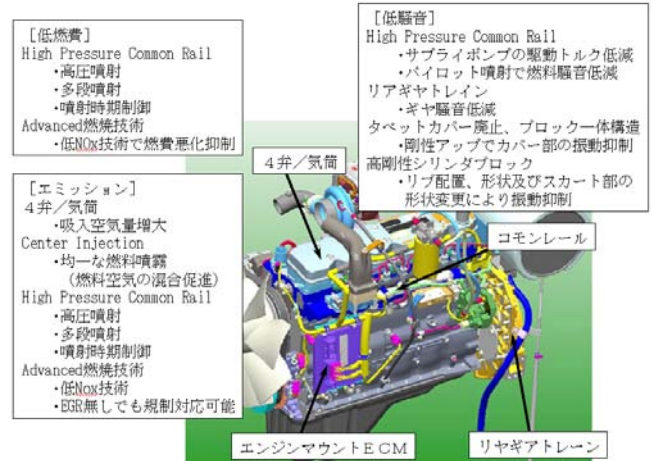 [低燃費]
High Pressure Common Rail
・高圧噴射
・多段噴射
・噴射時期制御
Advanced燃焼技術
・低NOx技術で燃費悪化抑制
[エミッション]
4弁/気筒
・吸入空気量増大
Center Injection
・均一な燃料噴霧
（燃料空気の混合促進）
High Pressure Common Rail
・高圧噴射
・多段噴射
・噴射時期制御
Advanced燃焼技術
・低Nox技術
・EGR無しでも規制対応可能
[低騒音]
High Pressure Common Rail
・サプライポンプの駆動トルク低減
・パイロット噴射で燃料騒音低減
リアギヤトレイン
・ギヤ騒音低減
タペットカバー廃止、ブロック一体構造
・剛性アップでカバー部の振動抑制
高剛性シリンダブロック
・リブ配置、形状及びスカート部の
形状変更により振動抑制
4弁/気筒
コモンレール
エンジンマウントECM
リヤギアトレーン